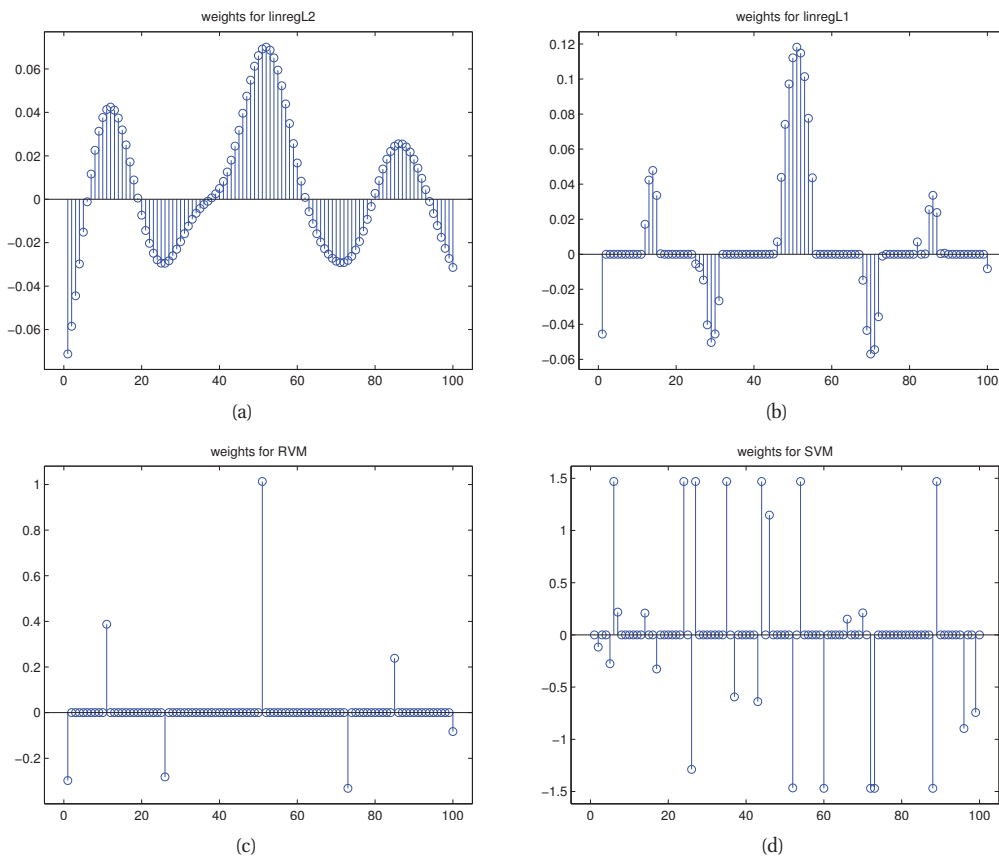 weights for linregL2
0.06
0.04
0.02
0
−0.02
−0.04
−0.06
0 20 40 60 80 100
(a)
weights for linregL1
0.12
0.1
0.08
0.06
0.04
0.02
0
−0.02
−0.04
−0.06
0 20 40 60 80 100
(b)
weights for RVM
1
0.8
0.6
0.4
0.2
0
−0.2
0 20 40 60 80 100
(c)
weights for SVM
1.5
1
0.5
0
−0.5
−1
−1.5
0 20 40 60 80 100
(d)